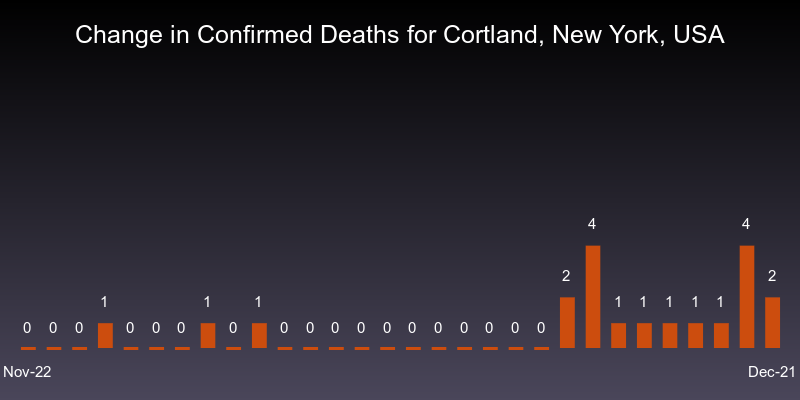 Change in Confirmed Deaths for Cortland, New York, USA
4 4
2 2
1 1 1 1 1 1 1 1
0 0 0 0 0 0 0 0 0 0 0 0 0 0 0 0 0 0
Nov-22 Dec-21